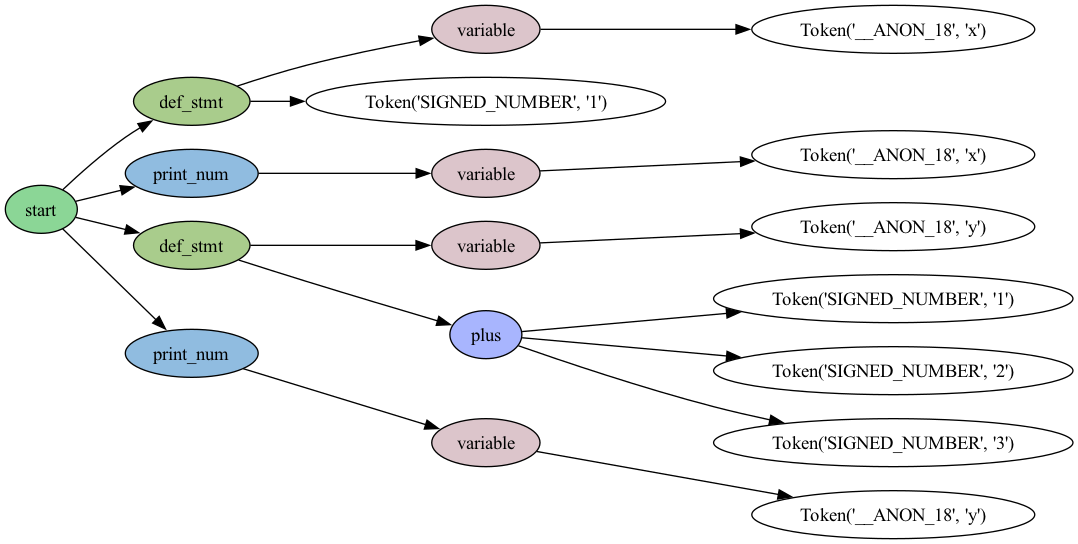 variable
Token('__ANON_18', 'x')
def_stmt
Token('SIGNED_NUMBER', '1')
print_num
variable
Token('__ANON_18', 'x')
start
def_stmt
variable
Token('__ANON_18', 'y')
plus
Token('SIGNED_NUMBER', '1')
Token('SIGNED_NUMBER', '2')
Token('SIGNED_NUMBER', '3')
print_num
variable
Token('__ANON_18', 'y')